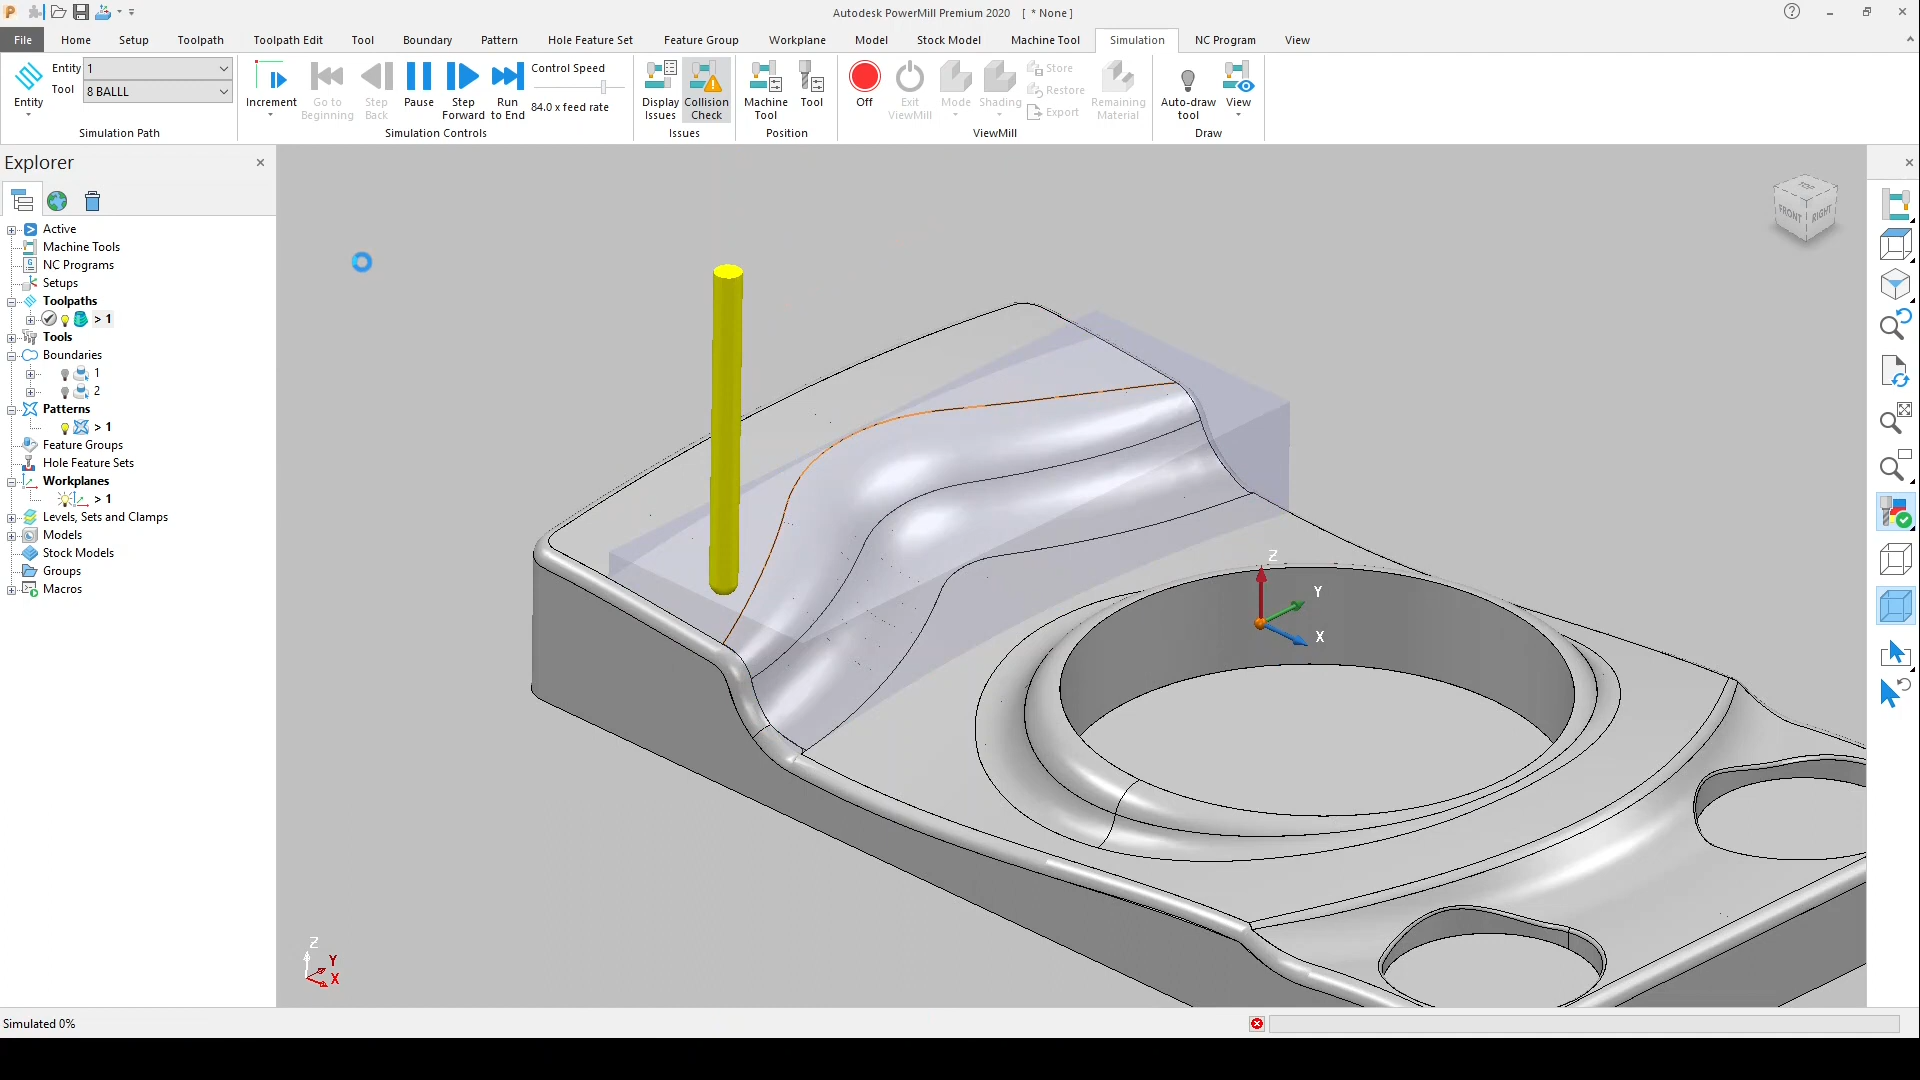 Autodesk PowerMill Premium 2020 [ * None ]
File Home Setup Toolpath Toolpath Edit Tool Boundary Pattern Hole Feature Set Feature Group Workplane Model Stock Model Machine Tool Simulation NC Program View
Entity 1
Tool 8 BALLL
Entity
Simulation Path
Increment
Go to Beginning
Step Back
Pause
Step Forward
Run to End
Control Speed
84.0 x feed rate
Simulation Controls
Display Issues
Collision Check
Issues
Machine Tool
Tool
Position
Off
Exit ViewMill
Mode
Shading
Store
Restore
Export
Remaining Material
ViewMill
Auto-draw tool
View
Draw
Explorer
Active
Machine Tools
NC Programs
Setups
Toolpaths
> 1
Tools
Boundaries
1
2
Patterns
> 1
Feature Groups
Hole Feature Sets
Workplanes
> 1
Levels, Sets and Clamps
Models
Stock Models
Groups
Macros
TOP
FRONT
RIGHT
Z
Y
X
Z
Y
X
Simulated 0%